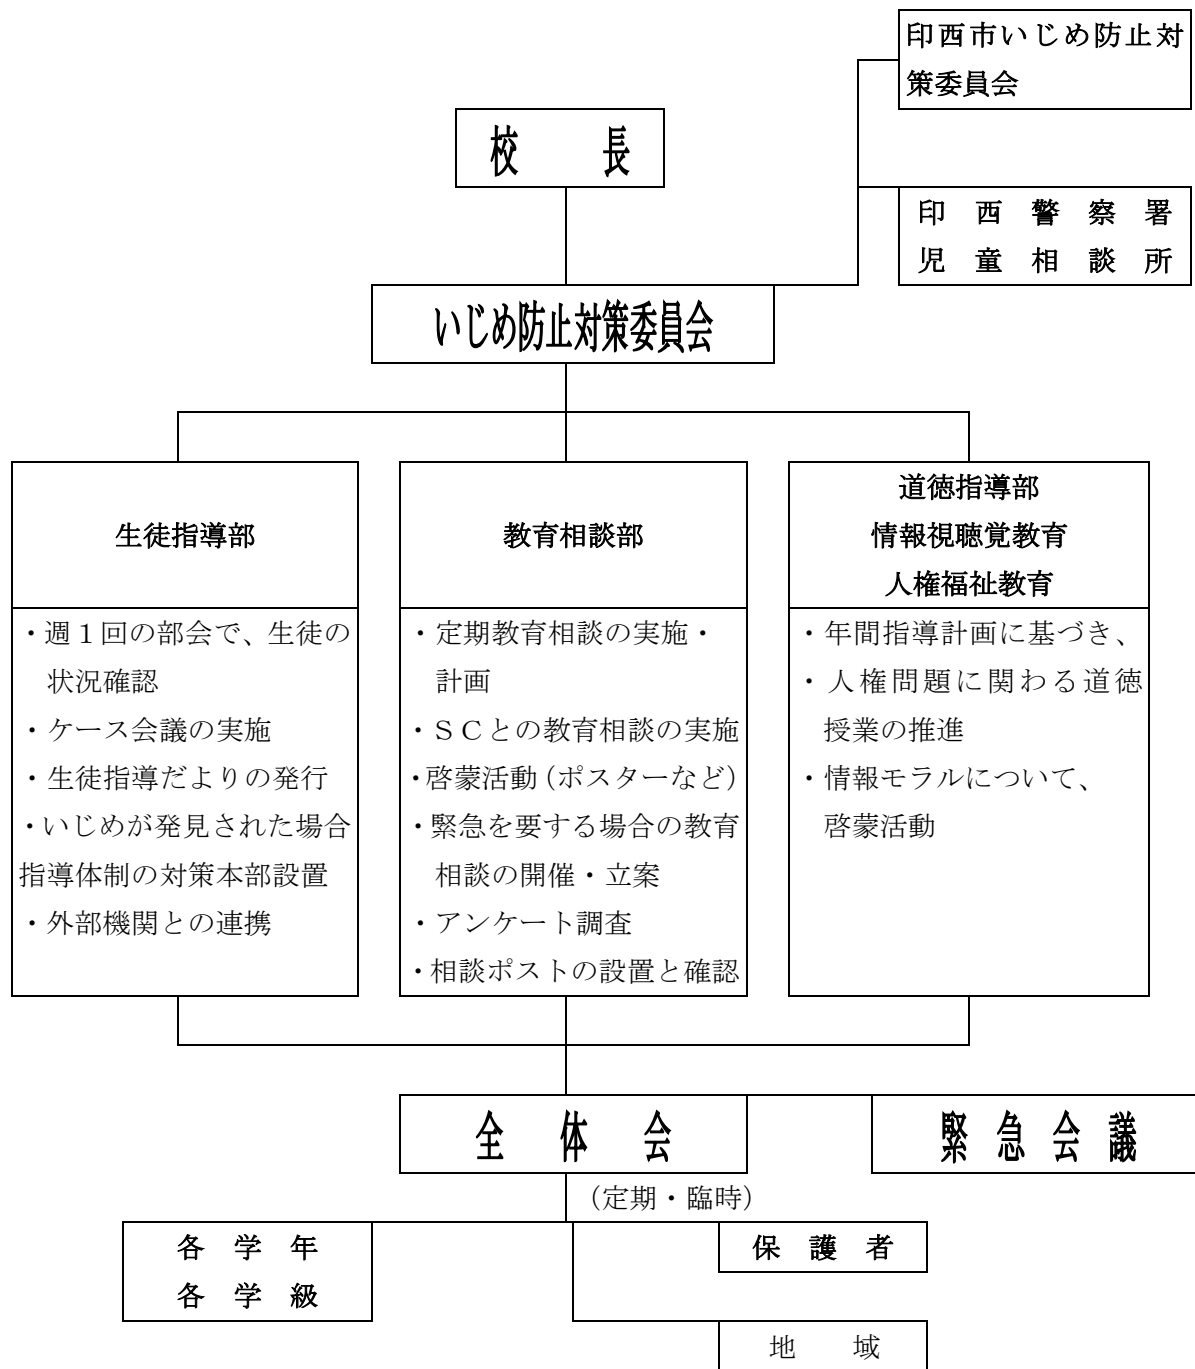 印西市いじめ防止対
策委員会
校　長
印西警察署
児童相談所
いじめ防止対策委員会
生徒指導部
・週１回の部会で、生徒の
状況確認
・ケース会議の実施
・生徒指導だよりの発行
・いじめが発見された場合
指導体制の対策本部設置
・外部機関との連携
教育相談部
・定期教育相談の実施・
計画
・ＳＣとの教育相談の実施
・啓蒙活動（ポスターなど）
・緊急を要する場合の教育
相談の開催・立案
・アンケート調査
・相談ポストの設置と確認
道徳指導部
情報視聴覚教育
人権福祉教育
・年間指導計画に基づき、
・人権問題に関わる道徳
授業の推進
・情報モラルについて、
啓蒙活動
全　体　会
緊急会議
（定期・臨時）
各　学　年
各　学　級
保　護　者
地　域